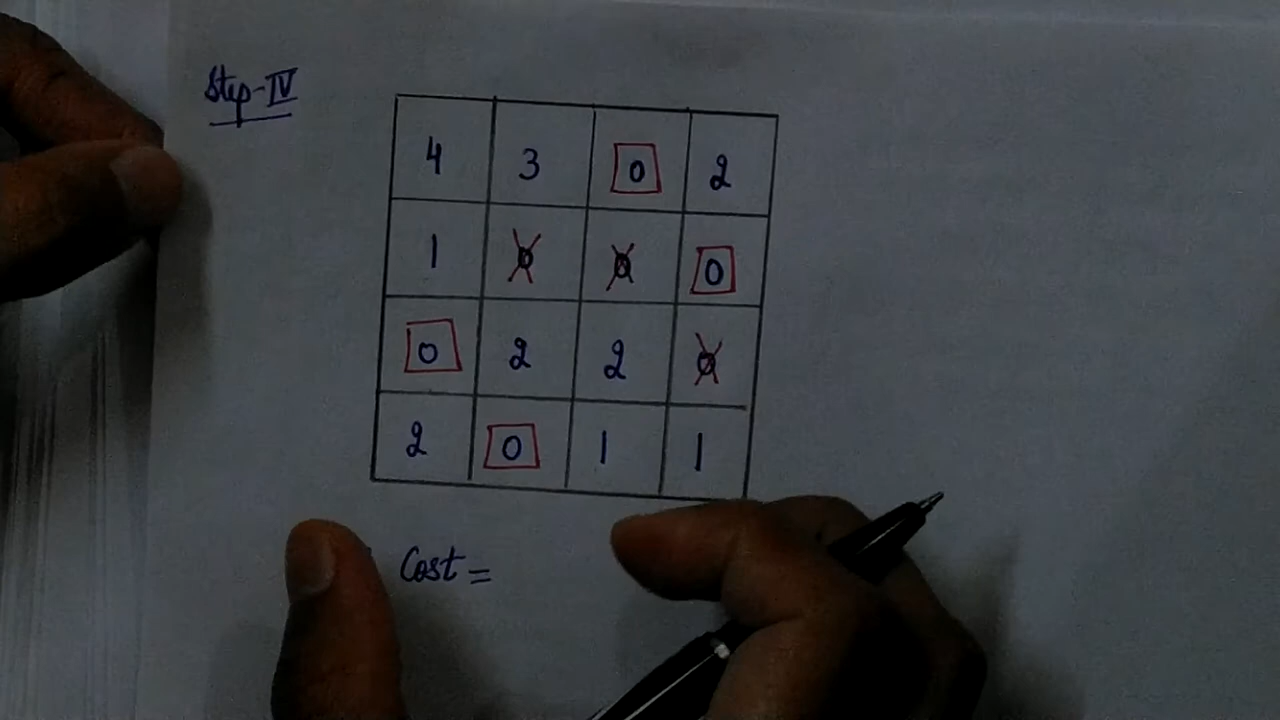 Step-IV
4 3 0 2
1 0 0 0
0 2 2 0
2 0 1 1
Cost =